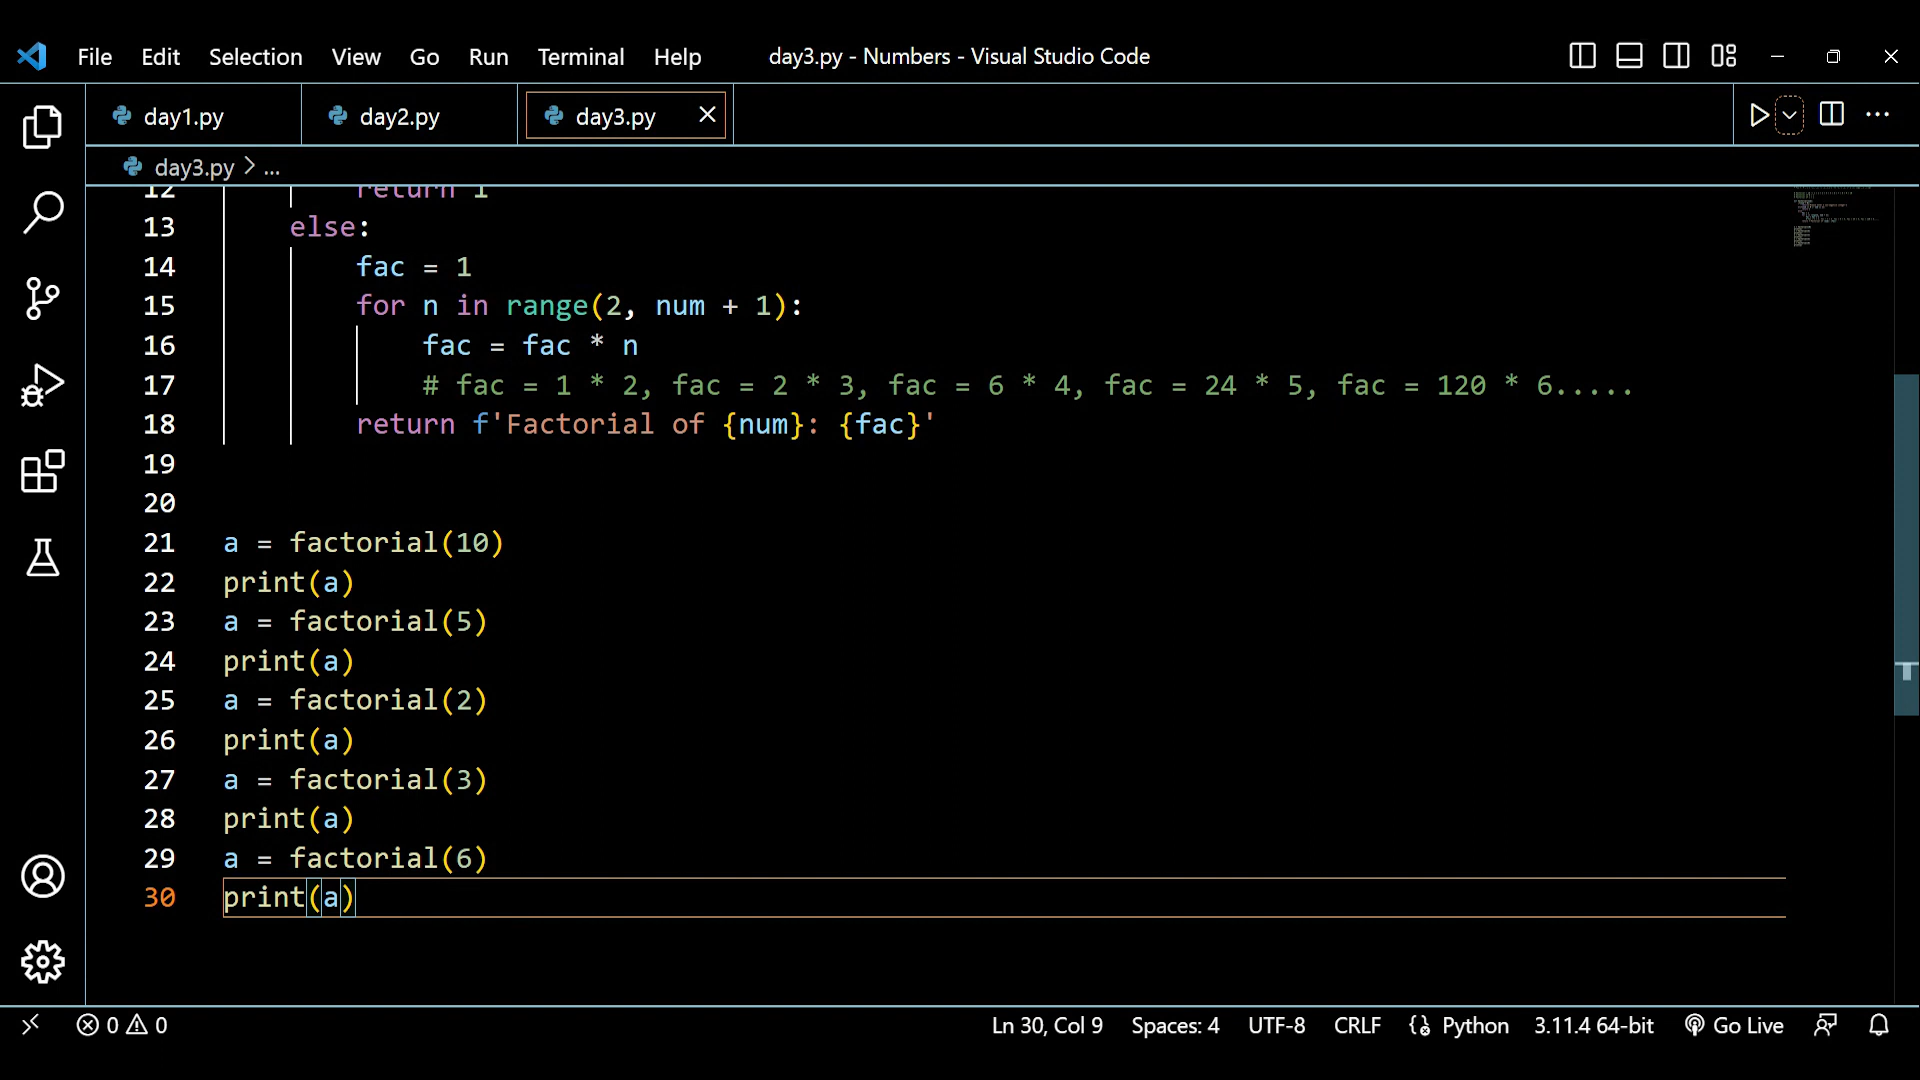 File Edit Selection View Go Run Terminal Help day3.py - Numbers - Visual Studio Code
day1.py day2.py day3.py
day3.py > ...
12 return 1
13 else:
14 fac = 1
15 for n in range(2, num + 1):
16 fac = fac * n
17 # fac = 1 * 2, fac = 2 * 3, fac = 6 * 4, fac = 24 * 5, fac = 120 * 6.....
18 return f'Factorial of {num}: {fac}'
19
20
21 a = factorial(10)
22 print(a)
23 a = factorial(5)
24 print(a)
25 a = factorial(2)
26 print(a)
27 a = factorial(3)
28 print(a)
29 a = factorial(6)
30 print(a)
0 0 Ln 30, Col 9 Spaces: 4 UTF-8 CRLF Python 3.11.4 64-bit Go Live